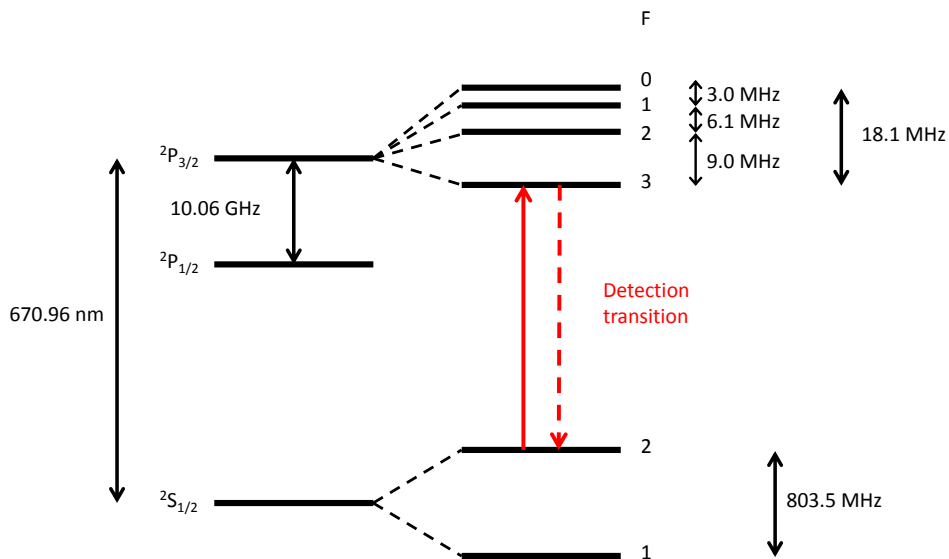 F
0
3.0 MHz
1
6.1 MHz
2
18.1 MHz
²P₃/₂
9.0 MHz
3
10.06 GHz
²P₁/₂
Detection
transition
670.96 nm
2
²S₁/₂
803.5 MHz
1